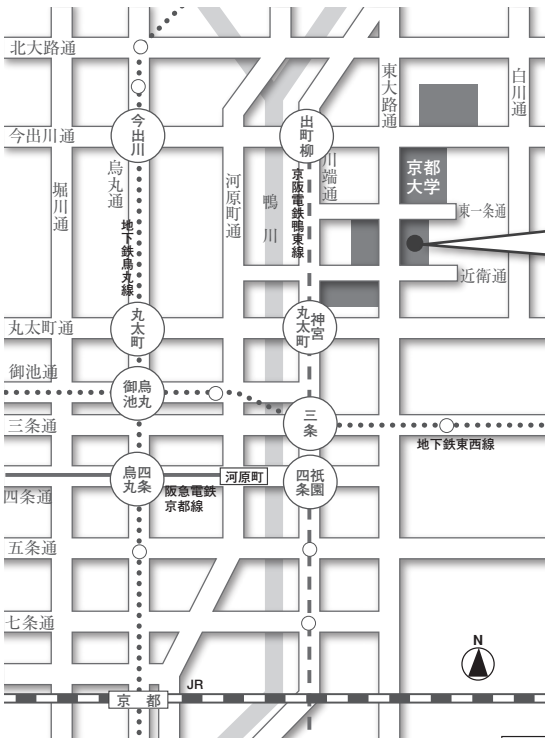 北大路通
今出川通
堀川通
烏丸通
今出川
地下鉄烏丸線
河原町通
鴨川
出町柳
京阪電鉄鴨東線
川端通
東大路通
白川通
京都
大学
東一条通
近衛通
丸太町通
丸太町
神宮
丸太町
御池通
烏丸
御池
三条通
三条
地下鉄東西線
四条通
四条
烏丸
阪急電鉄
京都線
河原町
祇園
四条
五条通
七条通
N
JR
京都